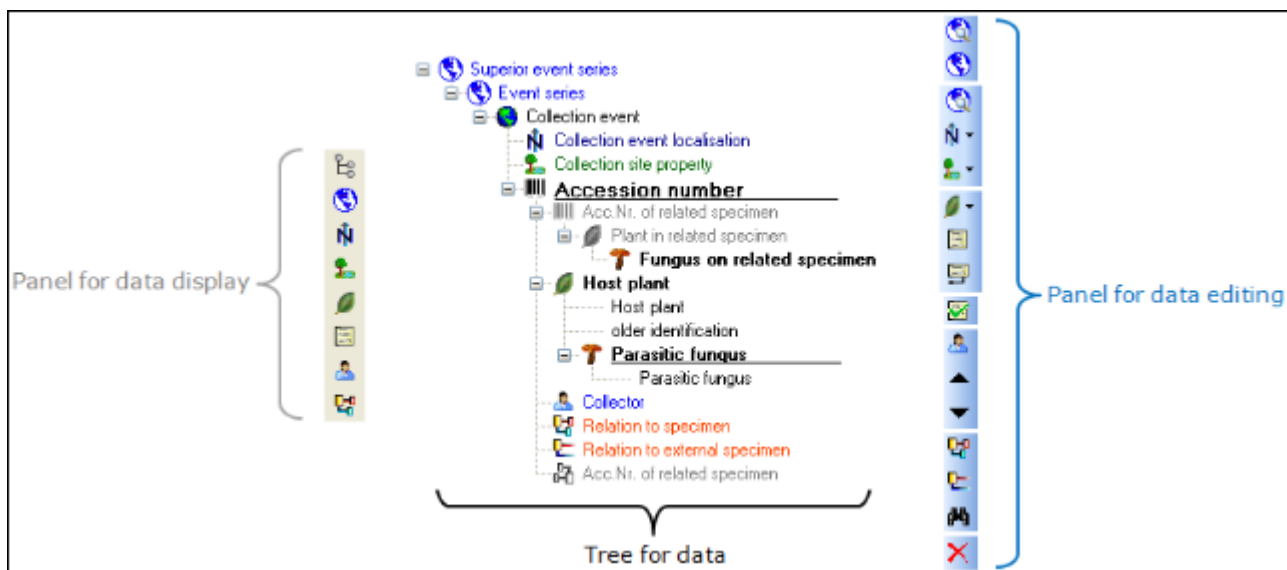 Superior event series
Event series
Collection event
Collection event localisation
Collection site property
Accession number
Acc.Nr. of related specimen
Plant in related specimen
Fungus on related specimen
Panel for data display
Host plant
Panel for data editing
Host plant
older identification
Parasitic fungus
Parasitic fungus
Collector
Relation to specimen
Relation to external specimen
Acc.Nr. of related specimen
Tree for data